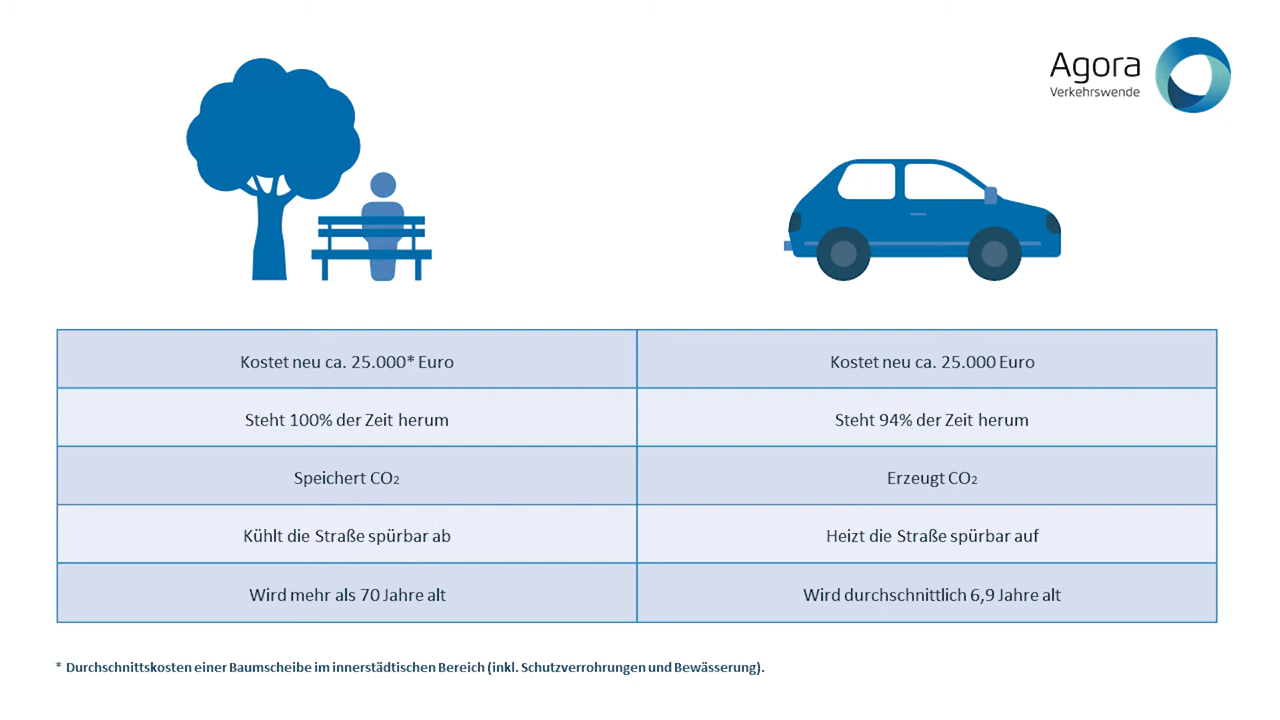 Agora
Verkehrswende
Kostet neu ca. 25.000* Euro
Kostet neu ca. 25.000 Euro
Steht 100% der Zeit herum
Steht 94% der Zeit herum
Speichert CO₂
Erzeugt CO₂
Kühlt die Straße spürbar ab
Heizt die Straße spürbar auf
Wird mehr als 70 Jahre alt
Wird durchschnittlich 6,9 Jahre alt
* Durchschnittskosten einer Baumscheibe im innerstädtischen Bereich (inkl. Schutzverrohrungen und Bewässerung).